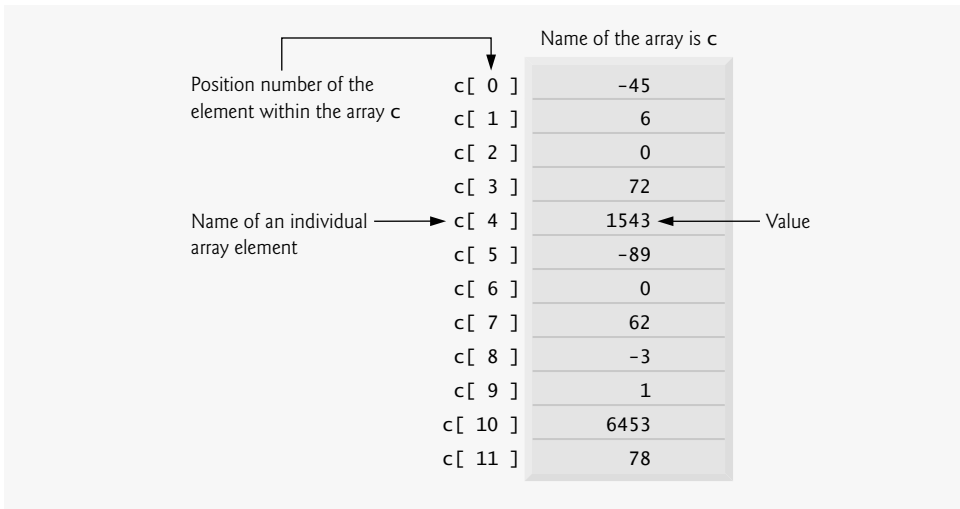 Name of the array is c
Position number of the
element within the array c
c[ 0 ] -45
c[ 1 ] 6
c[ 2 ] 0
c[ 3 ] 72
Name of an individual
array element
c[ 4 ] 1543
Value
c[ 5 ] -89
c[ 6 ] 0
c[ 7 ] 62
c[ 8 ] -3
c[ 9 ] 1
c[ 10 ] 6453
c[ 11 ] 78